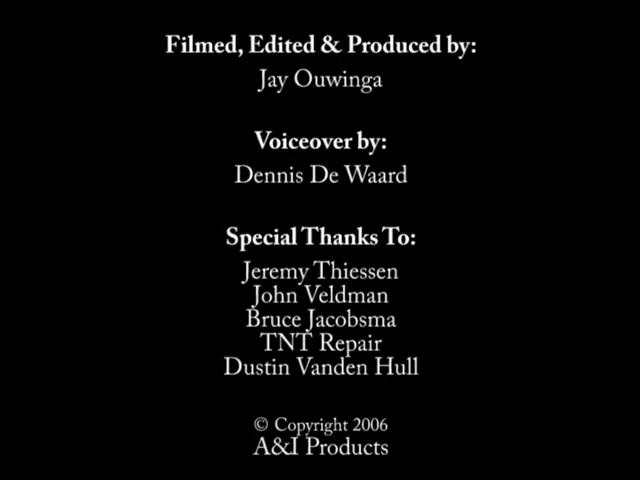 Filmed, Edited & Produced by:
Jay Ouwinga
Voiceover by:
Dennis De Waard
Special Thanks To:
Jeremy Thiessen
John Veldman
Bruce Jacobsma
TNT Repair
Dustin Vanden Hull
© Copyright 2006
A&I Products